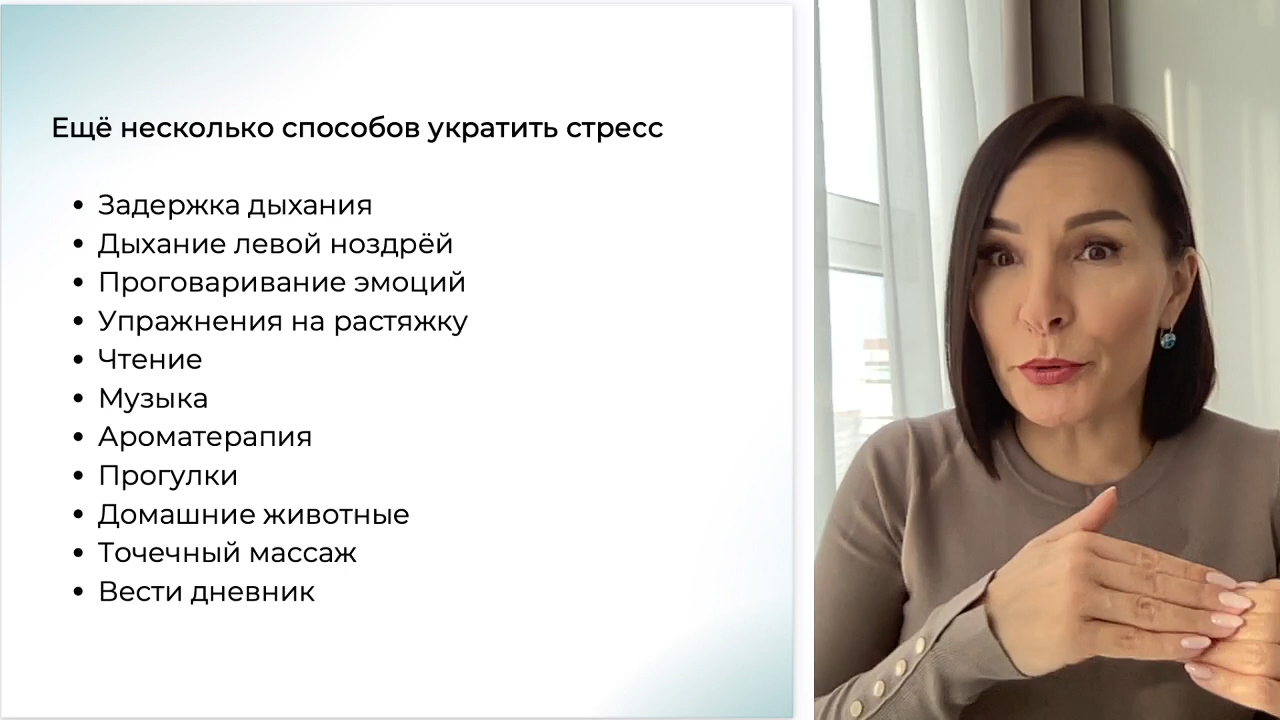 Ещё несколько способов укратить стресс
• Задержка дыхания
• Дыхание левой ноздрёй
• Проговаривание эмоций
• Упражнения на растяжку
• Чтение
• Музыка
• Ароматерапия
• Прогулки
• Домашние животные
• Точечный массаж
• Вести дневник